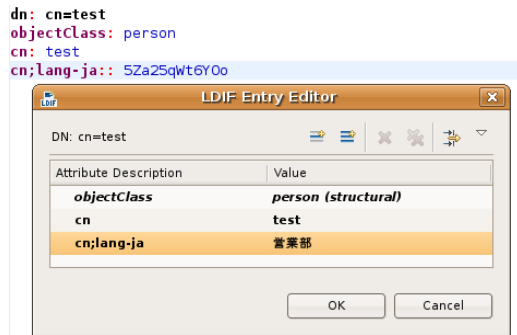 dn: cn=test
objectClass: person
cn: test
cn;lang-ja:: 5Za25qWt6YOo
LDIF
LDIF Entry Editor
DN: cn=test
Attribute Description Value
objectClass person (structural)
cn test
cn;lang-ja 営業部
OK Cancel